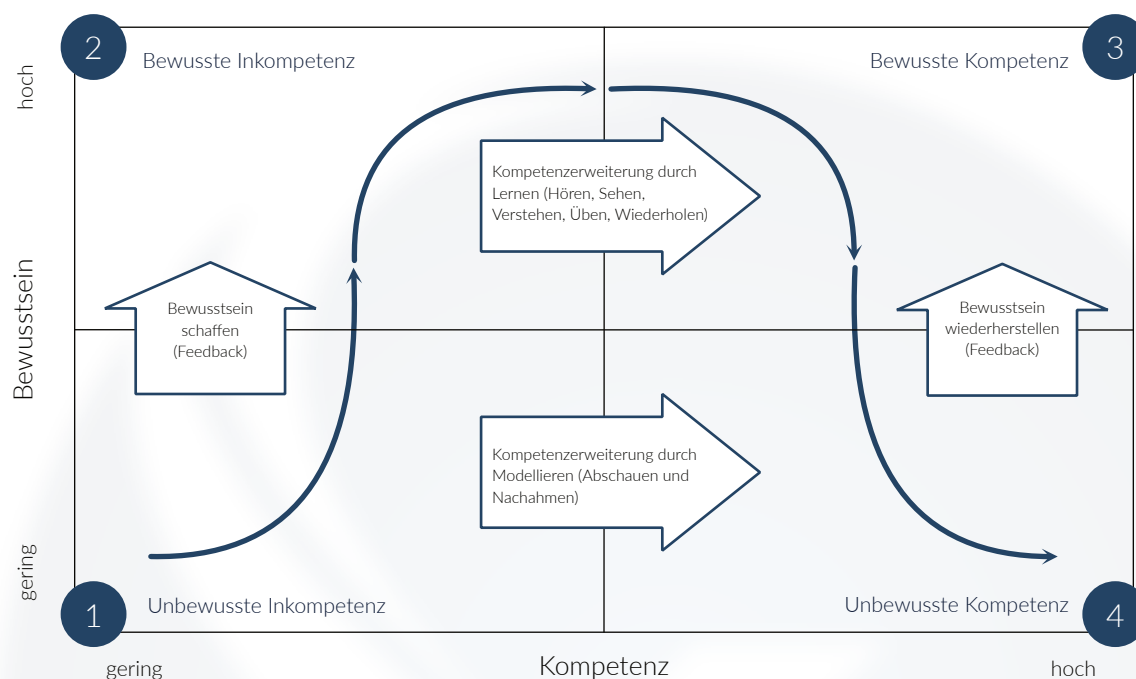 2
Bewusste Inkompetenz
Bewusste Kompetenz
3
hoch
Kompetenzerweiterung durch
Lernen (Hören, Sehen,
Verstehen, Üben, Wiederholen)
Bewusstsein
Bewusstsein
schaffen
(Feedback)
Bewusstsein
wiederherstellen
(Feedback)
Kompetenzerweiterung durch
Modellieren (Abschauen und
Nachahmen)
gering
1
Unbewusste Inkompetenz
Unbewusste Kompetenz
4
gering
Kompetenz
hoch